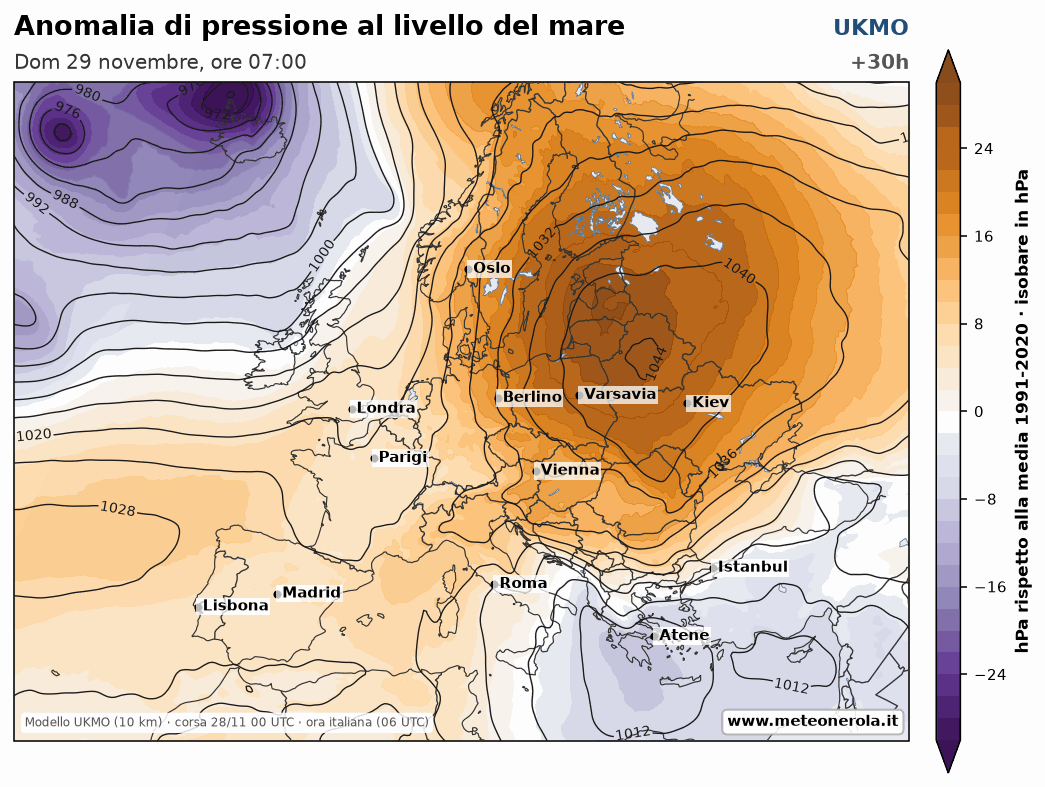 Anomalia di pressione al livello del mare
UKMO
Dom 29 novembre, ore 07:00
+30h
980
976
972
988
992
1000
1032
1040
1044
1036
1020
1028
1012
1012
Oslo
Berlino
Varsavia
Kiev
Londra
Parigi
Vienna
Istanbul
Roma
Madrid
Lisbona
Atene
24
16
8
0
−8
−16
−24
hPa rispetto alla media 1991-2020 · isobare in hPa
Modello UKMO (10 km) · corsa 28/11 00 UTC · ora italiana (06 UTC)
www.meteonerola.it